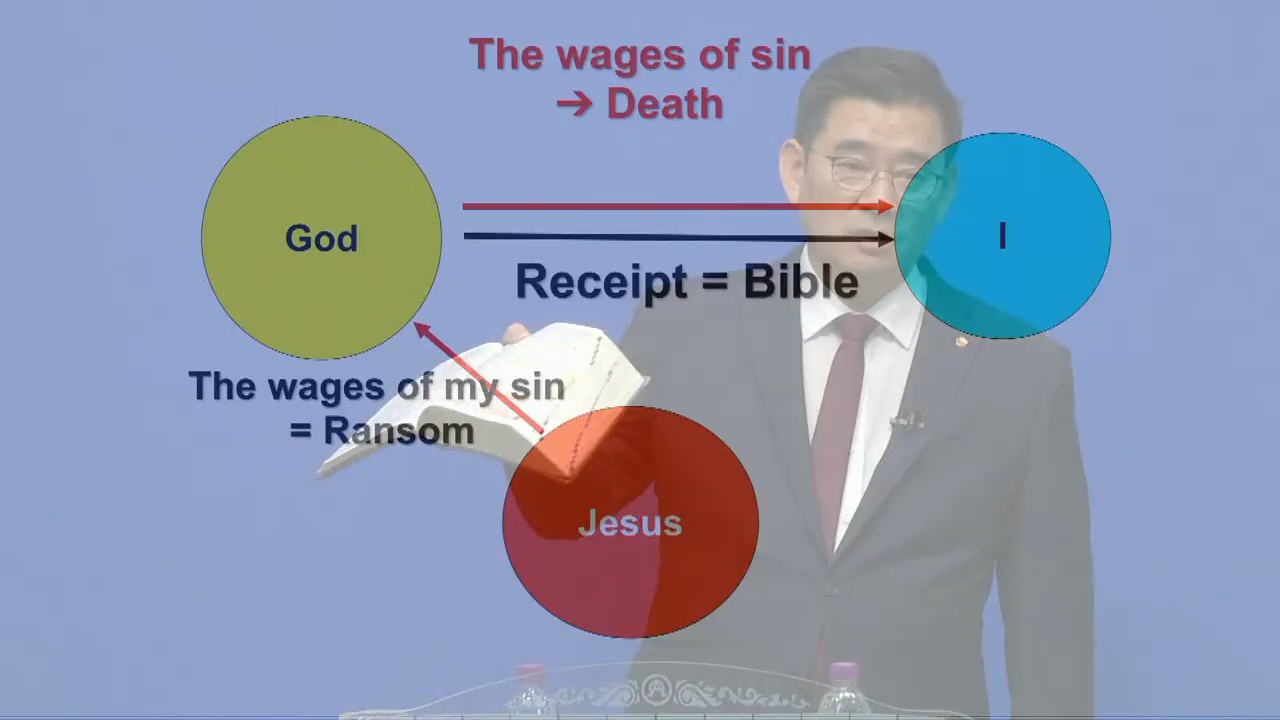 The wages of sin
➔ Death
God
I
Receipt = Bible
The wages of my sin
= Ransom
Jesus